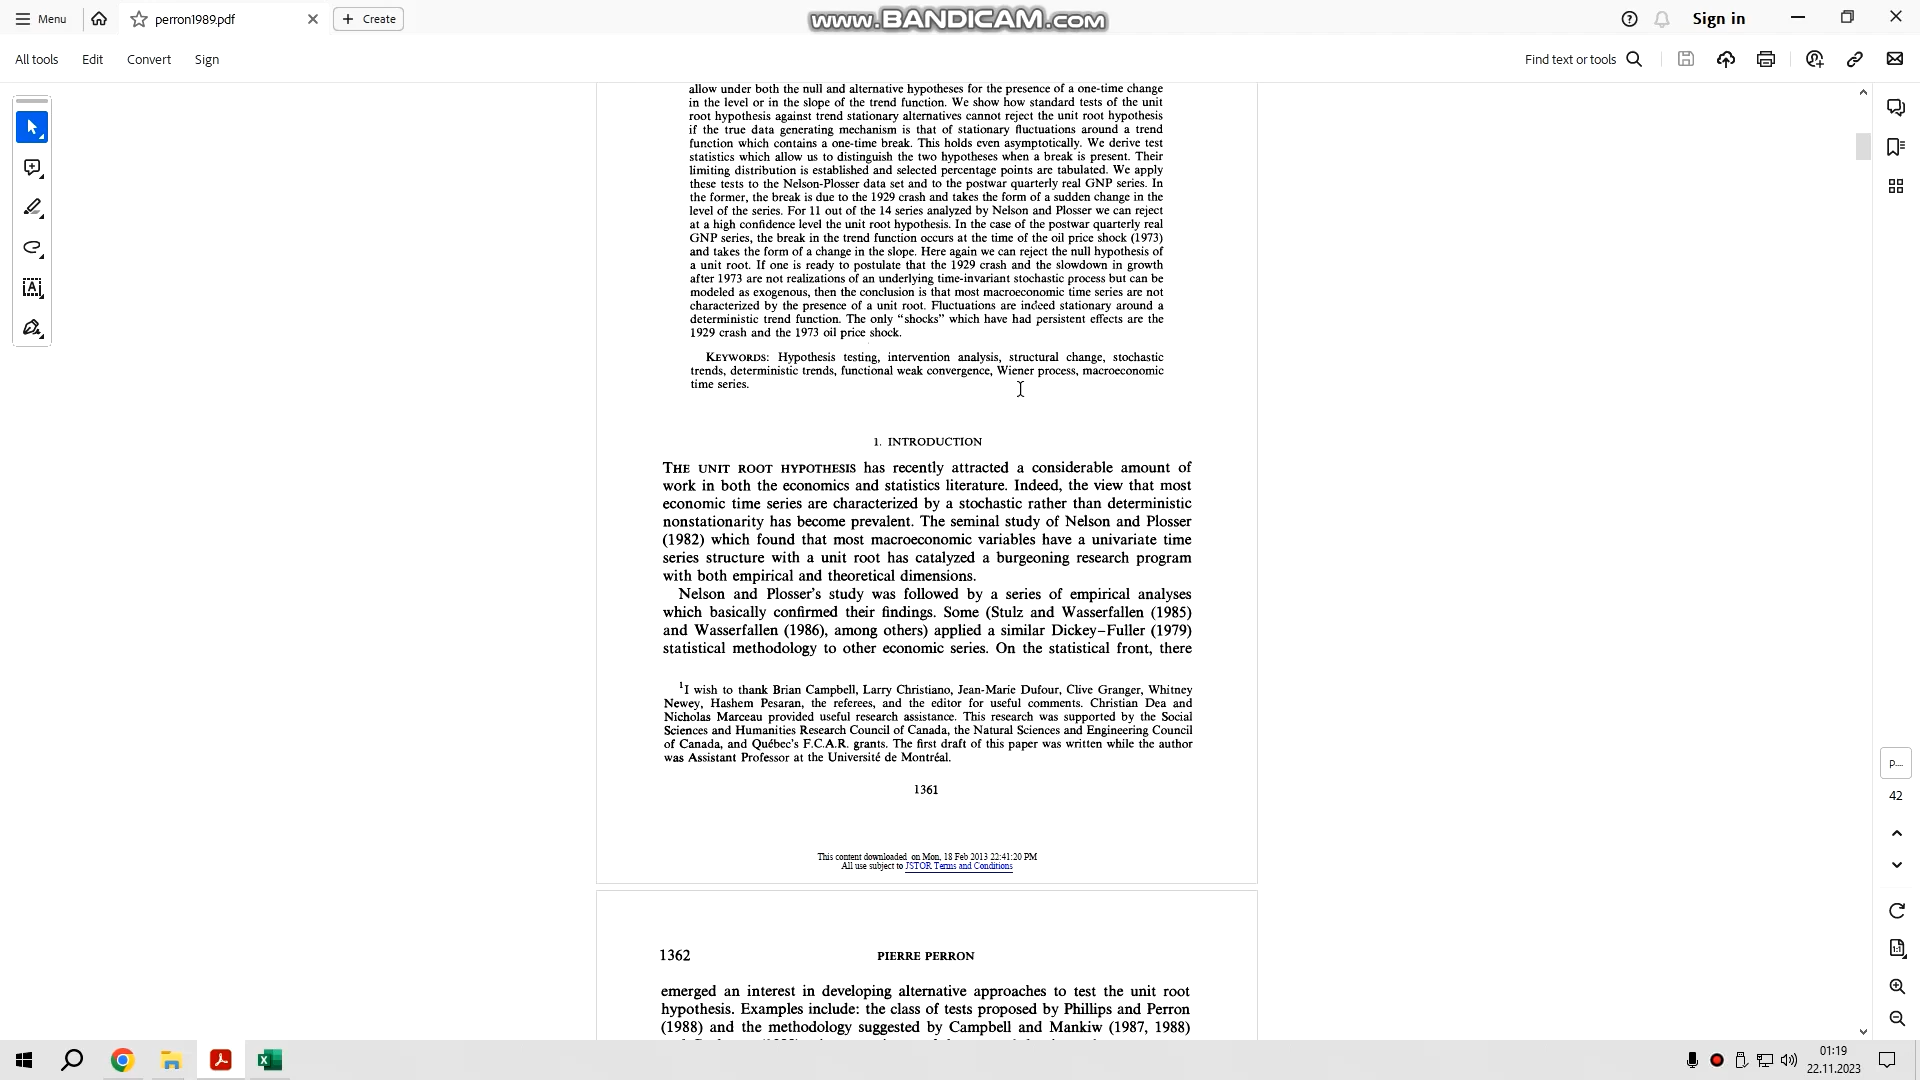 Menu
perron1989.pdf
Create
www.BANDICAM.com
Sign in
All tools
Edit
Convert
Sign
Find text or tools
allow under both the null and alternative hypotheses for the presence of a one-time change
in the level or in the slope of the trend function. We show how standard tests of the unit
root hypothesis against trend stationary alternatives cannot reject the unit root hypothesis
if the true data generating mechanism is that of stationary fluctuations around a trend
function which contains a one-time break. This holds even asymptotically. We derive test
statistics which allow us to distinguish the two hypotheses when a break is present. Their
limiting distribution is established and selected percentage points are tabulated. We apply
these tests to the Nelson-Plosser data set and to the postwar quarterly real GNP series. In
the former, the break is due to the 1929 crash and takes the form of a sudden change in the
level of the series. For 11 out of the 14 series analyzed by Nelson and Plosser we can reject
at a high confidence level the unit root hypothesis. In the case of the postwar quarterly real
GNP series, the break in the trend function occurs at the time of the oil price shock (1973)
and takes the form of a change in the slope. Here again we can reject the null hypothesis of
a unit root. If one is ready to postulate that the 1929 crash and the slowdown in growth
after 1973 are not realizations of an underlying time-invariant stochastic process but can be
modeled as exogenous, then the conclusion is that most macroeconomic time series are not
characterized by the presence of a unit root. Fluctuations are indeed stationary around a
deterministic trend function. The only “shocks” which have had persistent effects are the
1929 crash and the 1973 oil price shock.
KEYWORDS: Hypothesis testing, intervention analysis, structural change, stochastic
trends, deterministic trends, functional weak convergence, Wiener process, macroeconomic
time series.
1. INTRODUCTION
THE UNIT ROOT HYPOTHESIS has recently attracted a considerable amount of
work in both the economics and statistics literature. Indeed, the view that most
economic time series are characterized by a stochastic rather than deterministic
nonstationarity has become prevalent. The seminal study of Nelson and Plosser
(1982) which found that most macroeconomic variables have a univariate time
series structure with a unit root has catalyzed a burgeoning research program
with both empirical and theoretical dimensions.
Nelson and Plosser's study was followed by a series of empirical analyses
which basically confirmed their findings. Some (Stulz and Wasserfallen (1985)
and Wasserfallen (1986), among others) applied a similar Dickey–Fuller (1979)
statistical methodology to other economic series. On the statistical front, there
1I wish to thank Brian Campbell, Larry Christiano, Jean-Marie Dufour, Clive Granger, Whitney
Newey, Hashem Pesaran, the referees, and the editor for useful comments. Christian Dea and
Nicholas Marceau provided useful research assistance. This research was supported by the Social
Sciences and Humanities Research Council of Canada, the Natural Sciences and Engineering Council
of Canada, and Québec's F.C.A.R. grants. The first draft of this paper was written while the author
was Assistant Professor at the Université de Montréal.
1361
This content downloaded on Mon, 18 Feb 2013 22:41:20 PM
All use subject to JSTOR Terms and Conditions
1362
PIERRE PERRON
emerged an interest in developing alternative approaches to test the unit root
hypothesis. Examples include: the class of tests proposed by Phillips and Perron
(1988) and the methodology suggested by Campbell and Mankiw (1987, 1988)
P...
42
01:19
22.11.2023